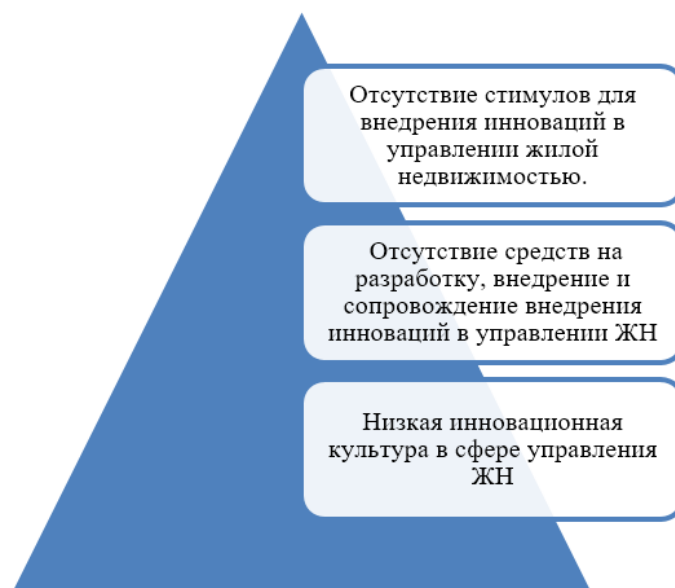 Отсутствие стимулов для
внедрения инноваций в
управлении жилой
недвижимостью.
Отсутствие средств на
разработку, внедрение и
сопровождение внедрения
инноваций в управлении ЖН
Низкая инновационная
культура в сфере управления
ЖН